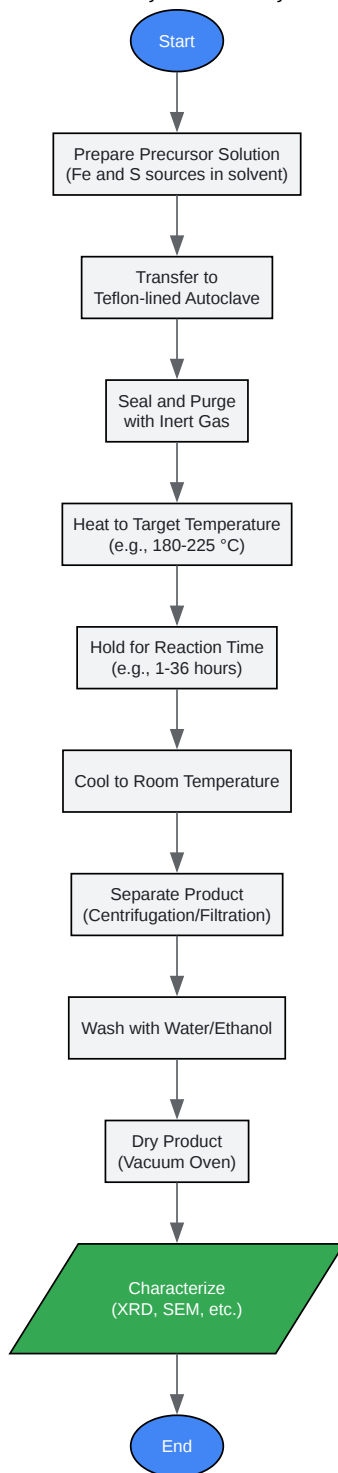 Start
Prepare Precursor Solution
(Fe and S sources in solvent)
Transfer to
Teflon-lined Autoclave
Seal and Purge
with Inert Gas
Heat to Target Temperature
(e.g., 180-225 °C)
Hold for Reaction Time
(e.g., 1-36 hours)
Cool to Room Temperature
Separate Product
(Centrifugation/Filtration)
Wash with Water/Ethanol
Dry Product
(Vacuum Oven)
Characterize
(XRD, SEM, etc.)
End